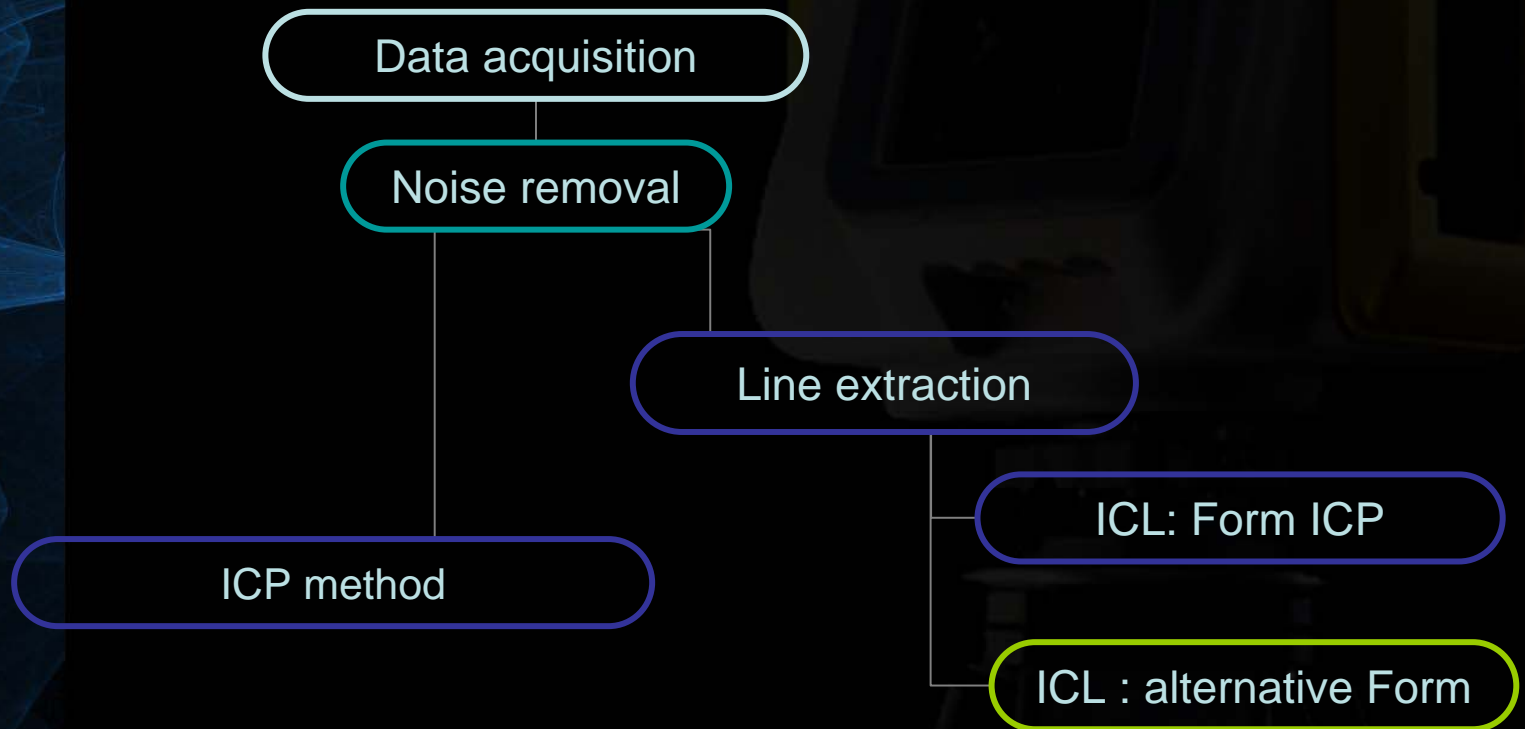 Data acquisition
Noise removal
Line extraction
ICL: Form ICP
ICP method
ICL : alternative Form